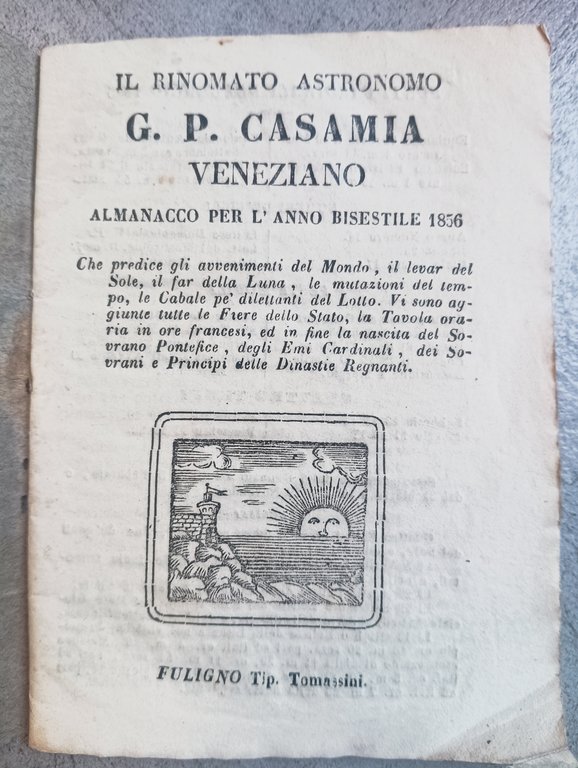 IL RINOMATO ASTRONOMO
G. P. CASAMIA
VENEZIANO
ALMANACCO PER L' ANNO BISESTILE 1856
Che predice gli avvenimenti del Mondo, il levar del
Sole, il far della Luna, le mutazioni del tem-
po, le Cabale pe' dilettanti del Lotto. Vi sono ag-
giunte tutte le Fiere dello Stato, la Tavola ora-
ria in ore francesi, ed in fine la nascita del So-
vrano Pontefice, degli Emi Cardinali, dei So-
vrani e Principi delle Dinastie Regnanti.
FULIGNO Tip. Tomassini.